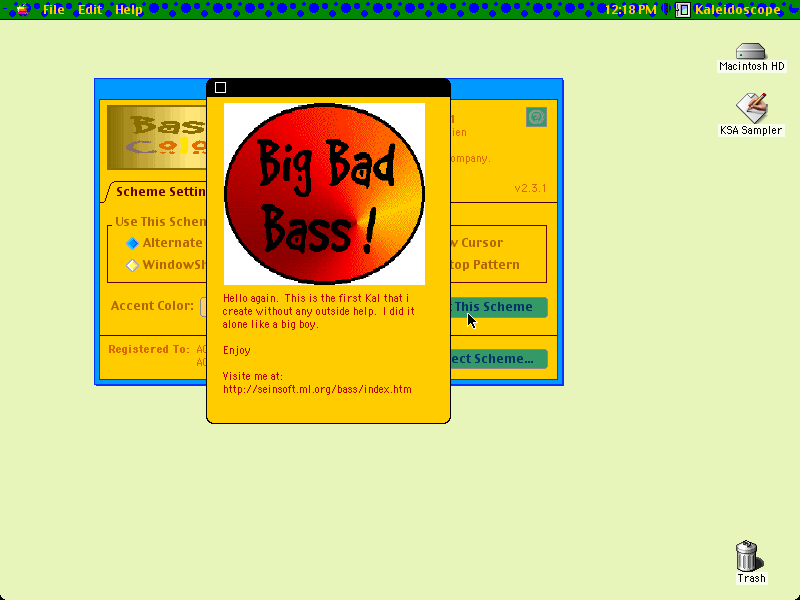 File Edit Help
12:18 PM
Kaleidoscope
Macintosh HD
KSA Sampler
Bas
Colo
ien
ompany.
v2.3.1
Scheme Settin
Use This Schem
Alternate
w Cursor
WindowSh
top Pattern
Accent Color:
This Scheme
Registered To:
ect Scheme...
Big Bad
Bass !
Hello again. This is the first Kal that i
create without any outside help. I did it
alone like a big boy.
Enjoy
Visite me at:
http://seinsoft.ml.org/bass/index.htm
Trash